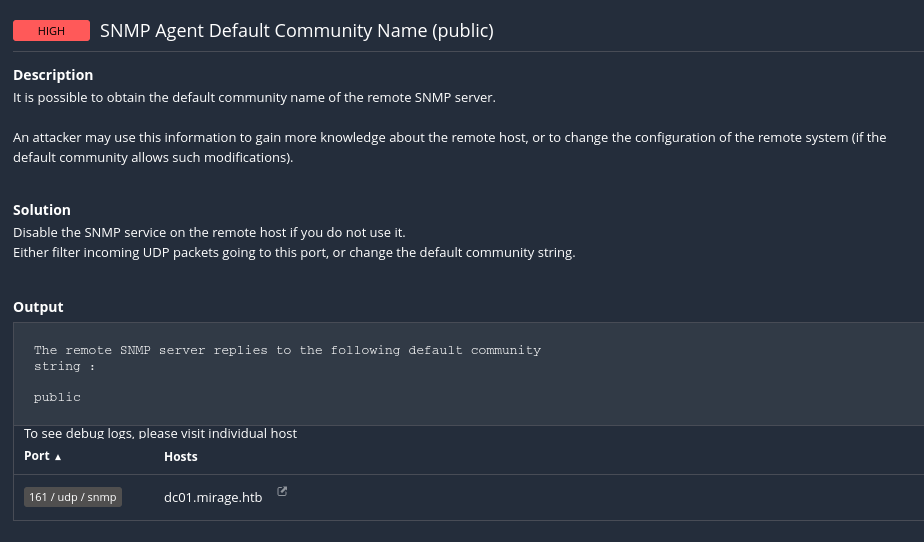 HIGH SNMP Agent Default Community Name (public)
Description
It is possible to obtain the default community name of the remote SNMP server.
An attacker may use this information to gain more knowledge about the remote host, or to change the configuration of the remote system (if the
default community allows such modifications).
Solution
Disable the SNMP service on the remote host if you do not use it.
Either filter incoming UDP packets going to this port, or change the default community string.
Output
The remote SNMP server replies to the following default community
string :
public
To see debug logs, please visit individual host
Port ▲ Hosts
161 / udp / snmp dc01.mirage.htb